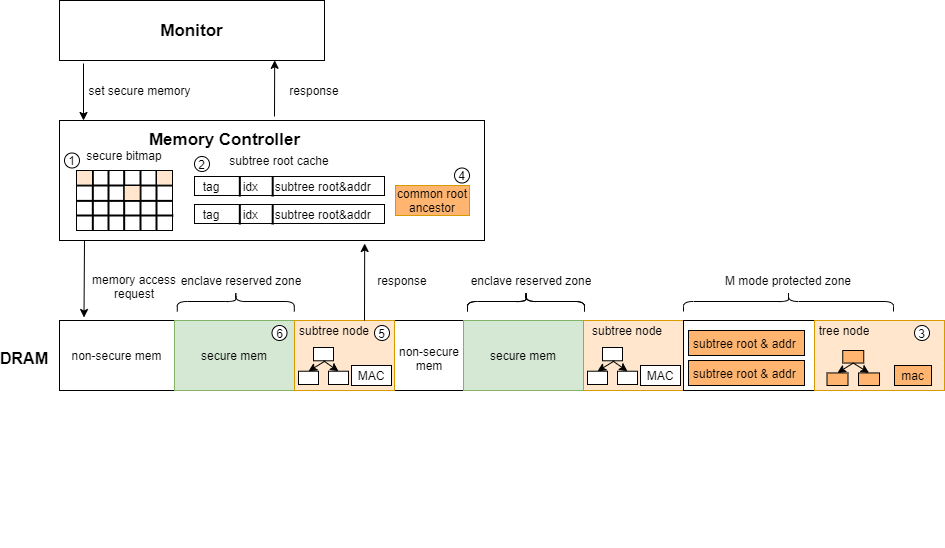 Monitor
set secure memory
response
Memory Controller
① secure bitmap
② subtree root cache
④
tag idx subtree root&addr
common root
ancestor
tag idx subtree root&addr
memory access
request
enclave reserved zone
response
enclave reserved zone
M mode protected zone
DRAM
non-secure mem
⑥
secure mem
subtree node ⑤
MAC
non-secure
mem
secure mem
subtree node
MAC
subtree root & addr
subtree root & addr
tree node ③
mac